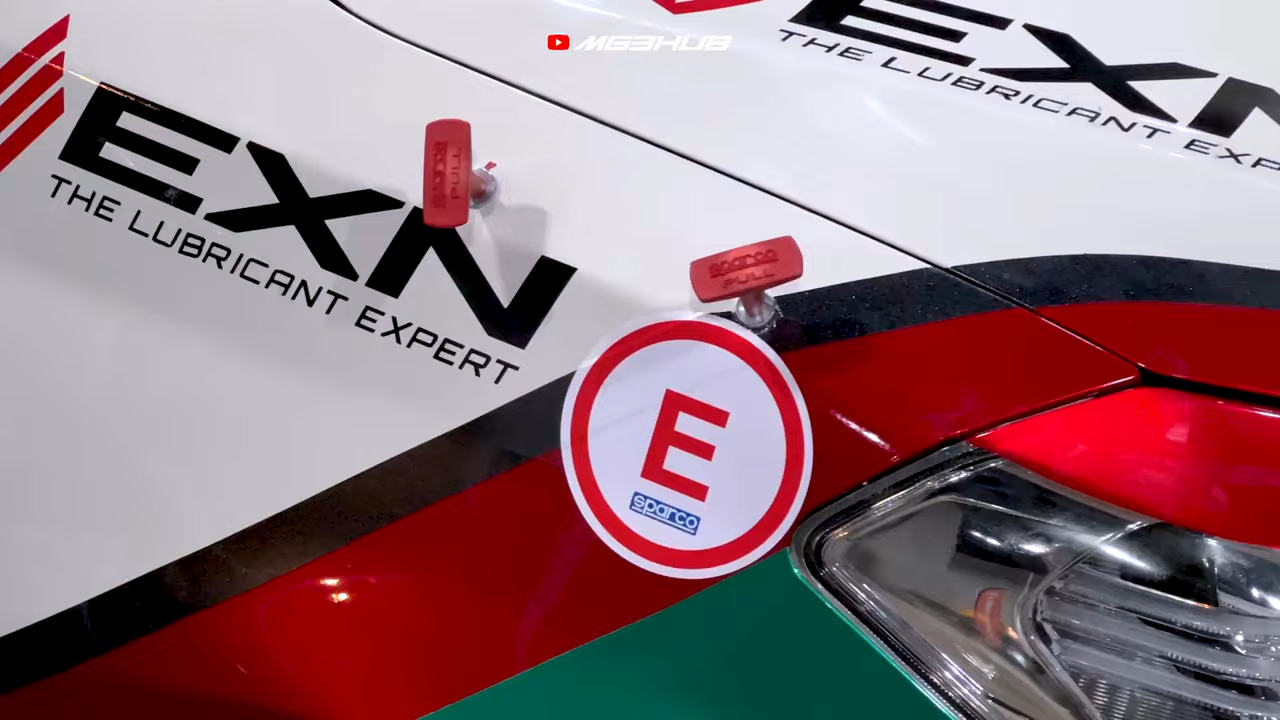 MG3HUB
EXN
THE LUBRICANT EXPERT
EXN
THE LUBRICANT EXP
sparco
PULL
sparco
PULL
E
sparco